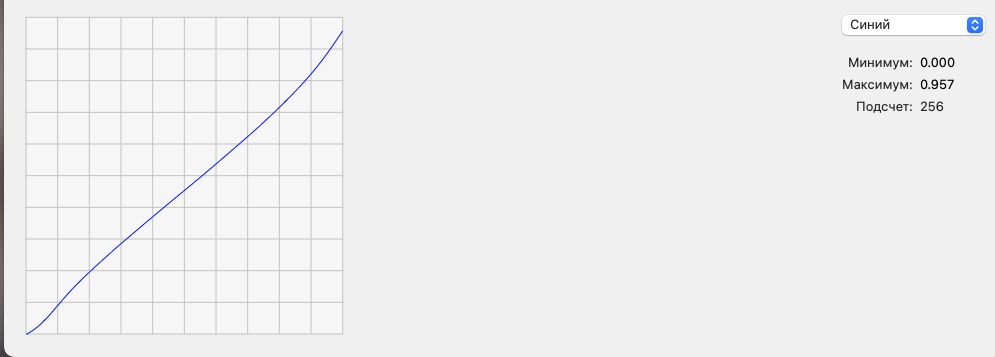 Синий
Минимум: 0.000
Максимум: 0.957
Подсчет: 256